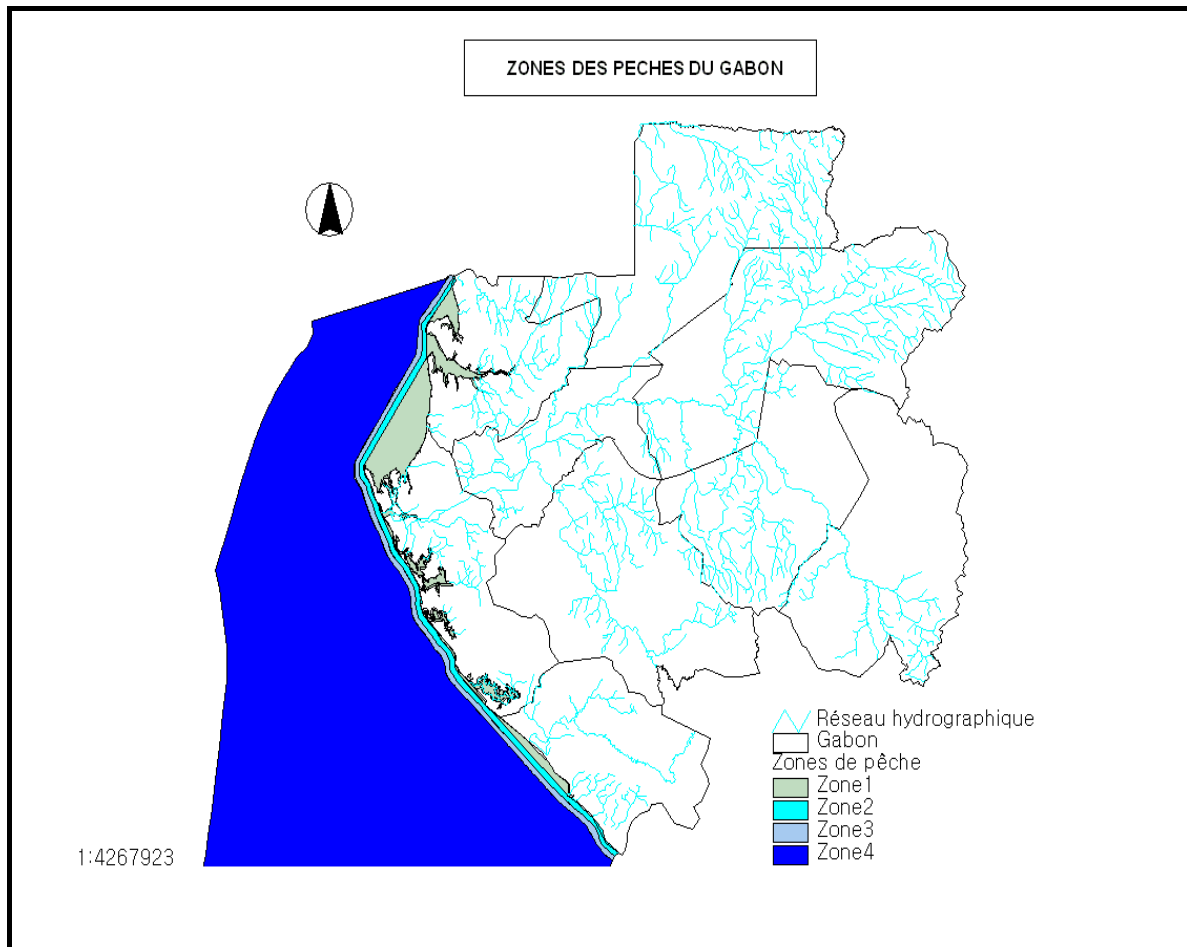 ZONES DES PECHES DU GABON
Réseau hydrographique
Gabon
Zones de pêche
Zone1
Zone2
Zone3
Zone4
1:4267923